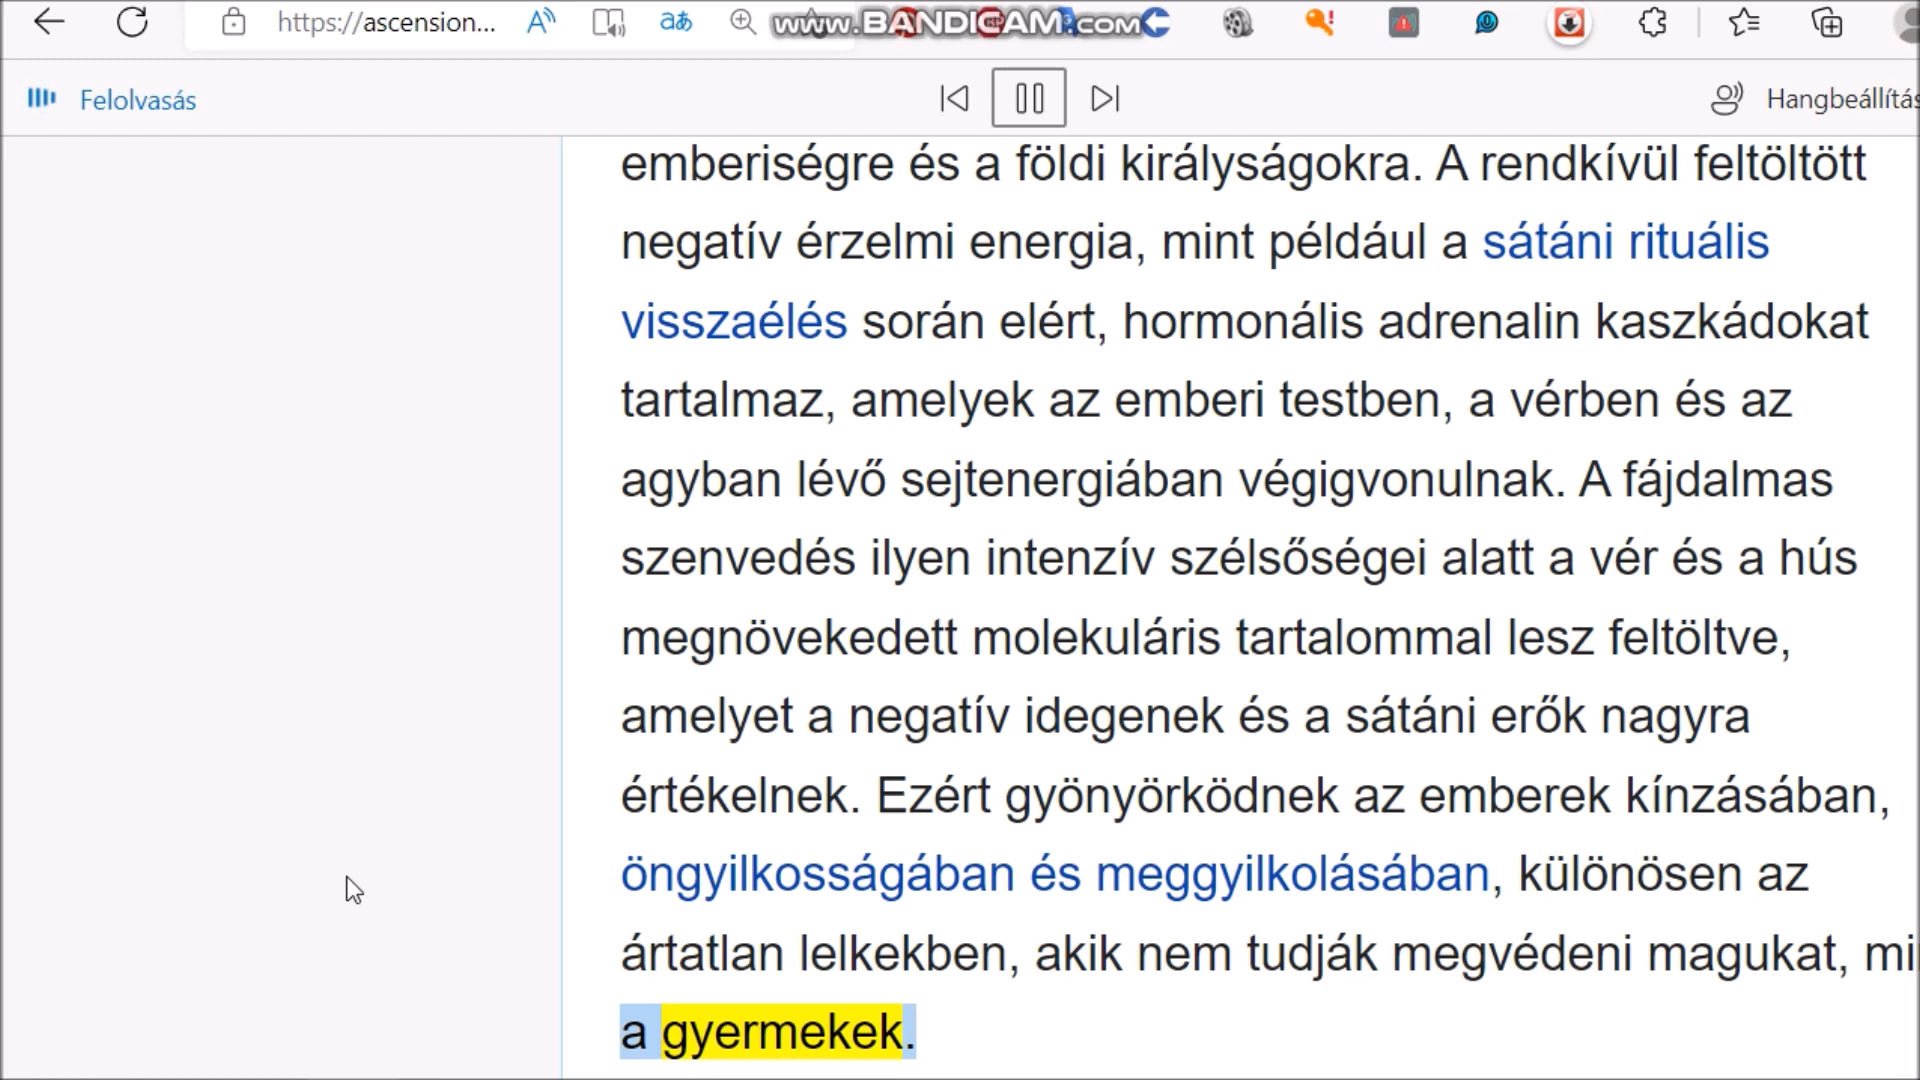 https://ascension...
www.BANDICAM.com
Felolvasás
Hangbeállítás
emberiségre és a földi királyságokra. A rendkívül feltöltött
negatív érzelmi energia, mint például a sátáni rituális
visszaélés során elért, hormonális adrenalin kaszkádokat
tartalmaz, amelyek az emberi testben, a vérben és az
agyban lévő sejtenergiában végigvonulnak. A fájdalmas
szenvedés ilyen intenzív szélsőségei alatt a vér és a hús
megnövekedett molekuláris tartalommal lesz feltöltve,
amelyet a negatív idegenek és a sátáni erők nagyra
értékelnek. Ezért gyönyörködnek az emberek kínzásában,
öngyilkosságában és meggyilkolásában, különösen az
ártatlan lelkekben, akik nem tudják megvédeni magukat,
a gyermekek.